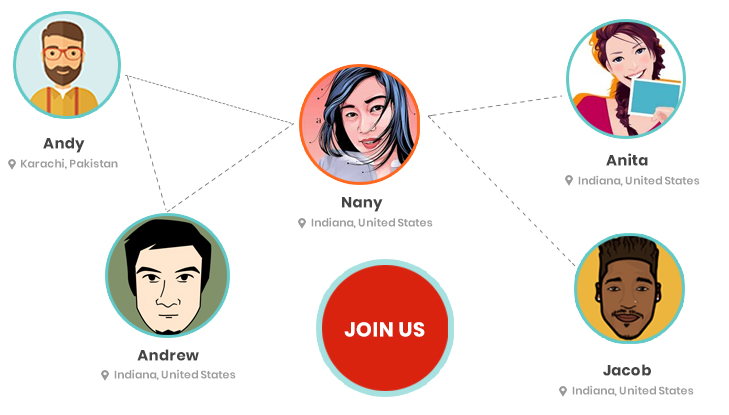 Andy
Karachi, Pakistan
Nany
Indiana, United States
Anita
Indiana, United States
Andrew
Indiana, United States
JOIN US
Jacob
Indiana, United States